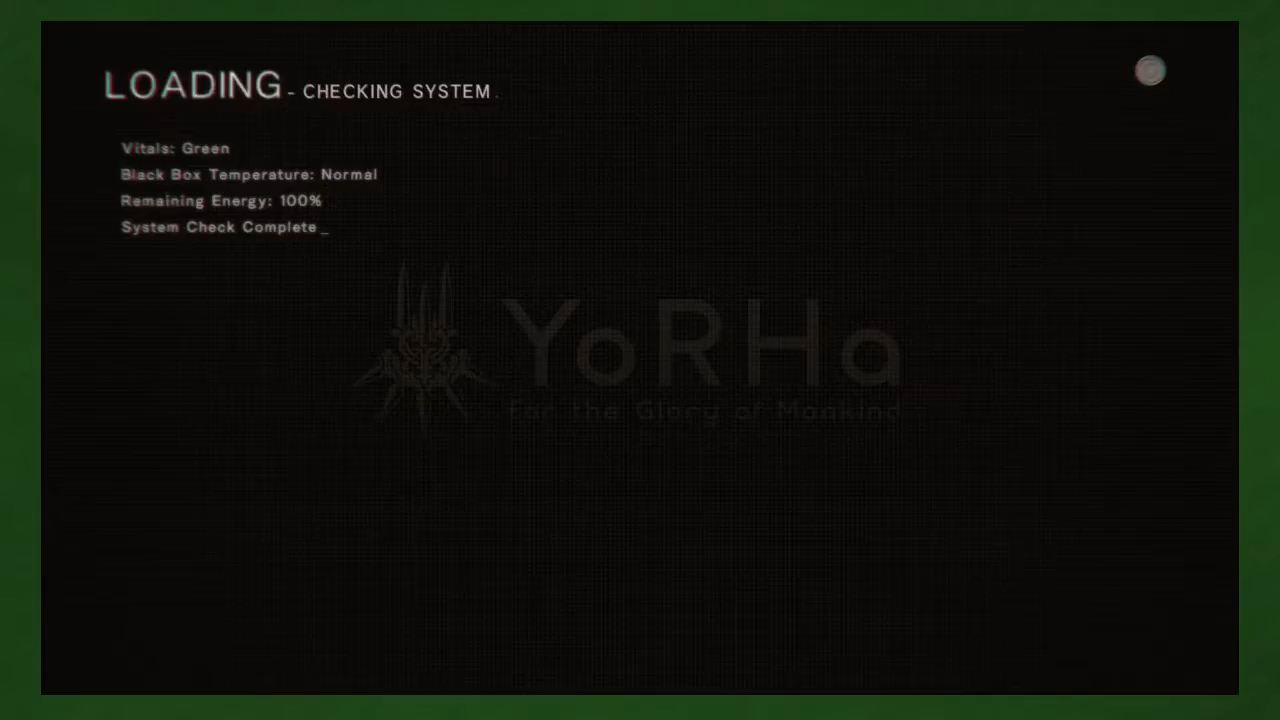 LOADING - CHECKING SYSTEM.
Vitals: Green
Black Box Temperature: Normal
Remaining Energy: 100%
System Check Complete _
YoRHa
For the Glory of Mankind